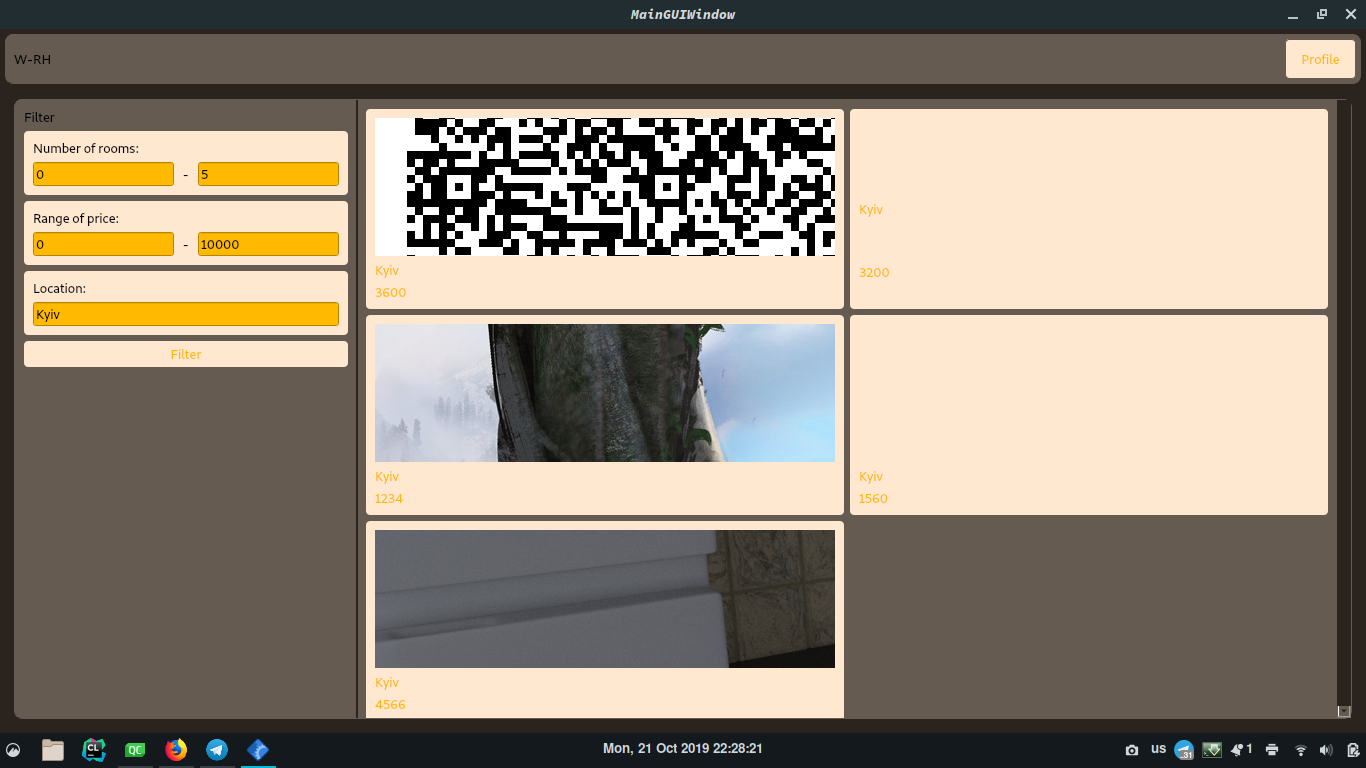 MainGUIWindow
W-RH
Profile
Filter
Number of rooms:
0 - 5
Range of price:
0 - 10000
Location:
Kyiv
Filter
Kyiv
3600
Kyiv
3200
Kyiv
1234
Kyiv
1560
Kyiv
4566
CL
QC
Mon, 21 Oct 2019 22:28:21
us
31
1